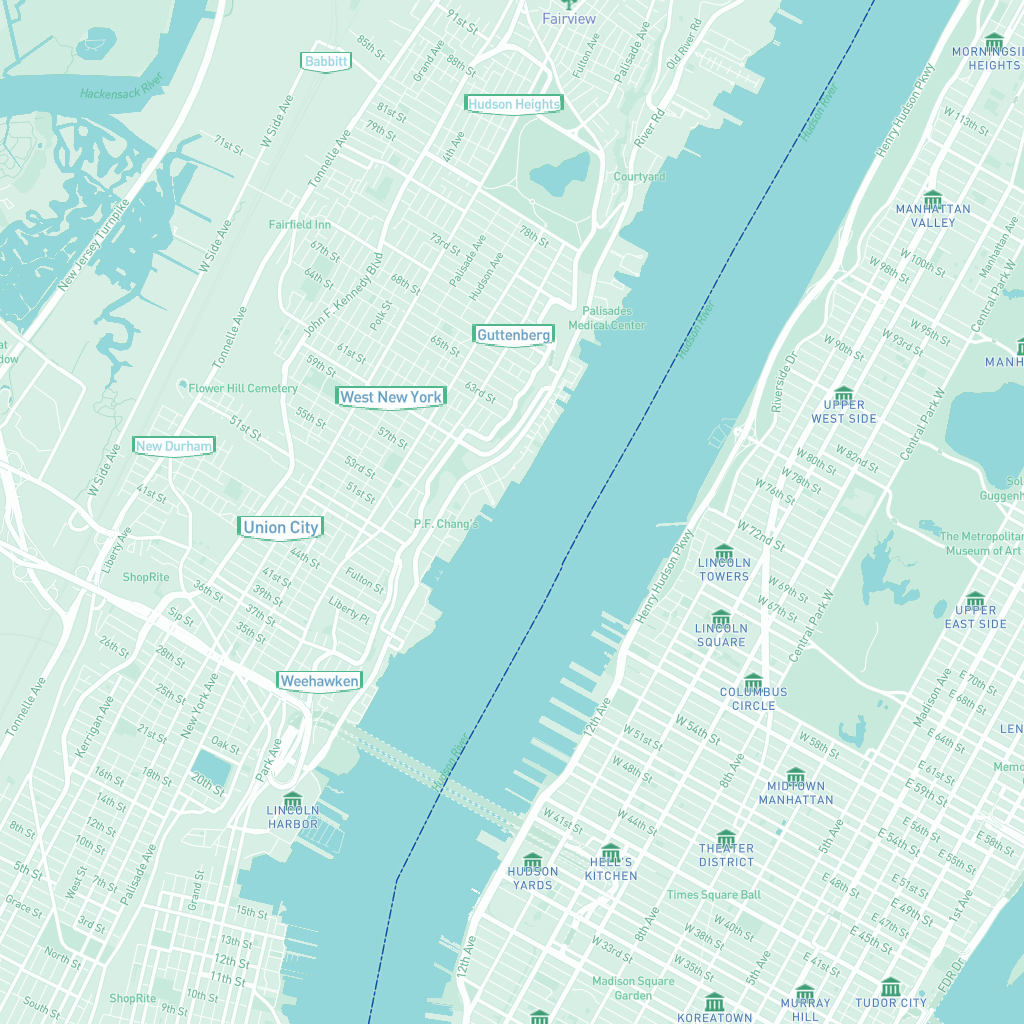 Fairview
91st St
85th St
Grand Ave
88th St
Fulton Ave
Palisade Ave
Old River Rd
Babbitt
Hudson Heights
Hackensack River
W Side Ave
81st St
79th St
71st St
Tonnelle Ave
4th Ave
River Rd
Hudson River
Henry Hudson Pkwy
MORNINGSIDE
HEIGHTS
W 113th St
Courtyard
MANHATTAN
VALLEY
Manhattan Ave
New Jersey Turnpike
W Side Ave
Fairfield Inn
67th St
64th St
73rd St
78th St
Palisade Ave
Hudson Ave
John F. Kennedy Blvd
68th St
Polk St
W 100th St
W 98th St
Central Park W
Palisades
Medical Center
Hudson River
Guttenberg
65th St
61st St
59th St
63rd St
Tonnelle Ave
Flower Hill Cemetery
West New York
W 95th St
W 93rd St
W 90th St
Riverside Dr
UPPER
WEST SIDE
Central Park W
New Durham
51st St
55th St
57th St
53rd St
51st St
W Side Ave
41st St
W 82nd St
W 80th St
W 78th St
W 76th St
Union City
P.F. Chang's
W 72nd St
The Metropolitan
Museum of Art
Liberty Ave
ShopRite
44th St
41st St
39th St
37th St
35th St
36th St
Sip St
Fulton St
Liberty Pl
Henry Hudson Pkwy
LINCOLN
TOWERS
W 69th St
W 67th St
LINCOLN
SQUARE
Central Park W
UPPER
EAST SIDE
26th St
28th St
25th St
Weehawken
COLUMBUS
CIRCLE
E 70th St
E 68th St
Madison Ave
Tonnelle Ave
Kerrigan Ave
New York Ave
21st St
Oak St
20th St
Park Ave
Hudson River
12th Ave
W 51st St
W 54th St
W 48th St
8th Ave
W 58th St
E 64th St
E 61st St
E 59th St
16th St
18th St
14th St
12th St
10th St
8th St
5th St
LINCOLN
HARBOR
MIDTOWN
MANHATTAN
W 41st St
W 44th St
5th Ave
E 54th St
E 55th St
THEATER
DISTRICT
HELL'S
KITCHEN
HUDSON
YARDS
Times Square Ball
E 48th St
E 51st St
E 49th St
E 47th St
E 45th St
1st Ave
West St
7th St
Palisade Ave
Grand St
Grace St
3rd St
North St
15th St
13th St
12th St
11th St
9th St
South St
ShopRite
12th Ave
8th Ave
W 40th St
W 38th St
W 35th St
W 33rd St
5th Ave
E 41st St
Madison Square
Garden
FDR Dr
KOREATOWN
MURRAY
HILL
TUDOR CITY